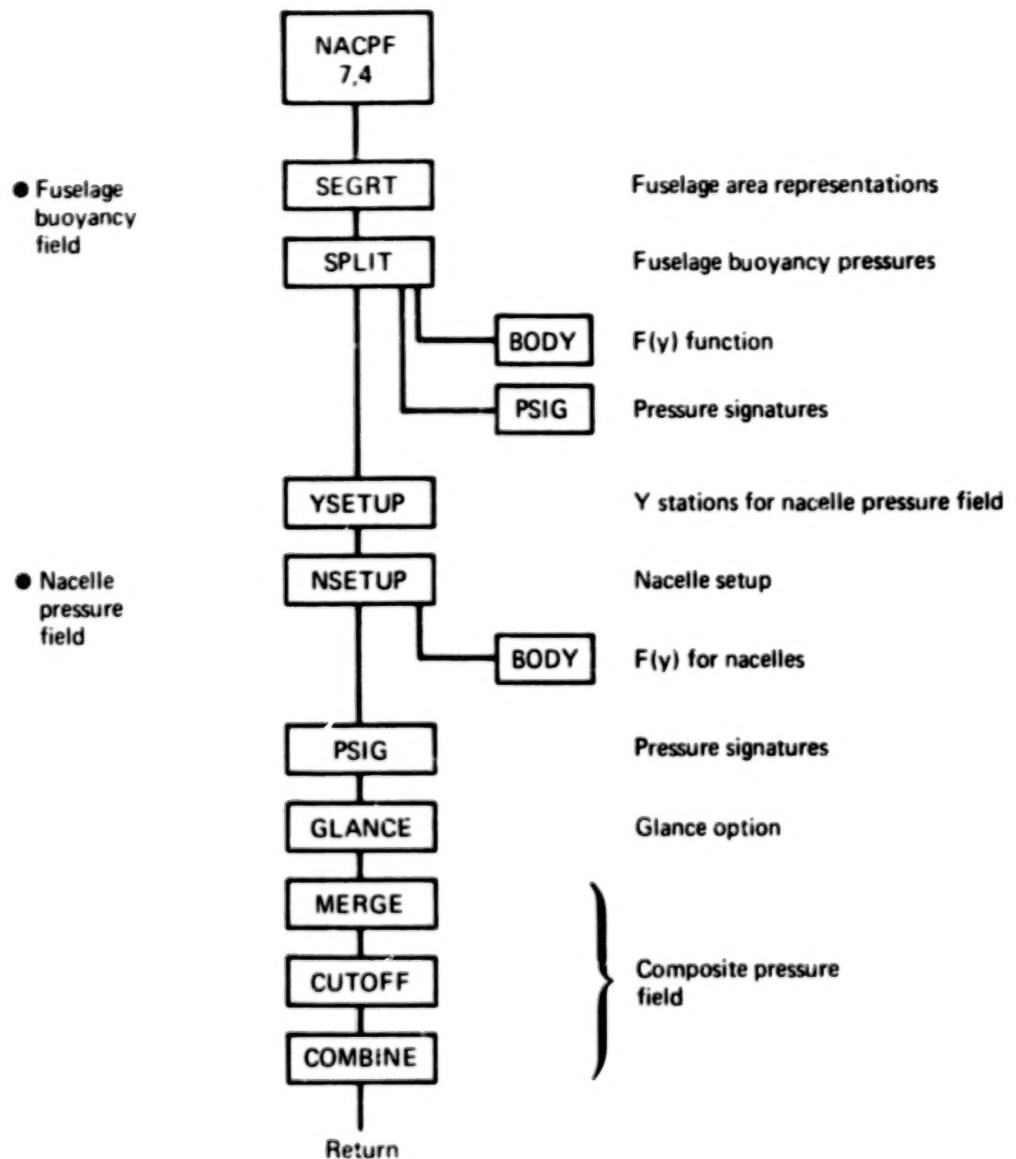 NACPF
7,4
● Fuselage
buoyancy
field
SEGRT
Fuselage area representations
SPLIT
Fuselage buoyancy pressures
BODY
F(y) function
PSIG
Pressure signatures
YSETUP
Y stations for nacelle pressure field
● Nacelle
pressure
field
NSETUP
Nacelle setup
BODY
F(y) for nacelles
PSIG
Pressure signatures
GLANCE
Glance option
MERGE
CUTOFF
Composite pressure
field
COMBINE
Return